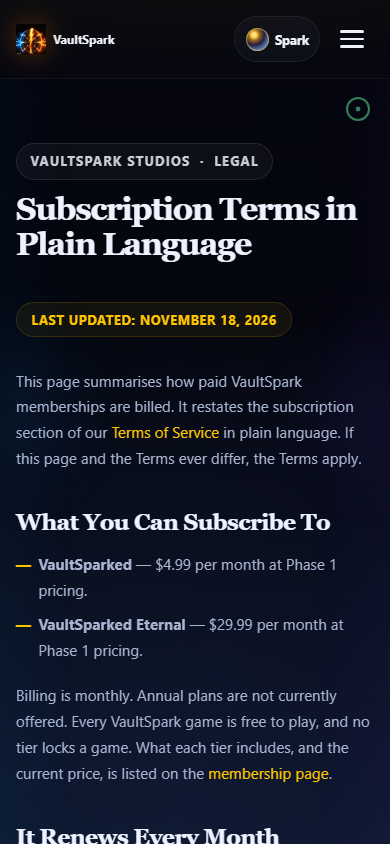 VaultSpark
Spark
VAULTSPARK STUDIOS · LEGAL
Subscription Terms in
Plain Language
LAST UPDATED: NOVEMBER 18, 2026
This page summarises how paid VaultSpark
memberships are billed. It restates the subscription
section of our Terms of Service in plain language. If
this page and the Terms ever differ, the Terms apply.
What You Can Subscribe To
— VaultSparked — $4.99 per month at Phase 1
pricing.
— VaultSparked Eternal — $29.99 per month at
Phase 1 pricing.
Billing is monthly. Annual plans are not currently
offered. Every VaultSpark game is free to play, and no
tier locks a game. What each tier includes, and the
current price, is listed on the membership page.
It Renews Every Month